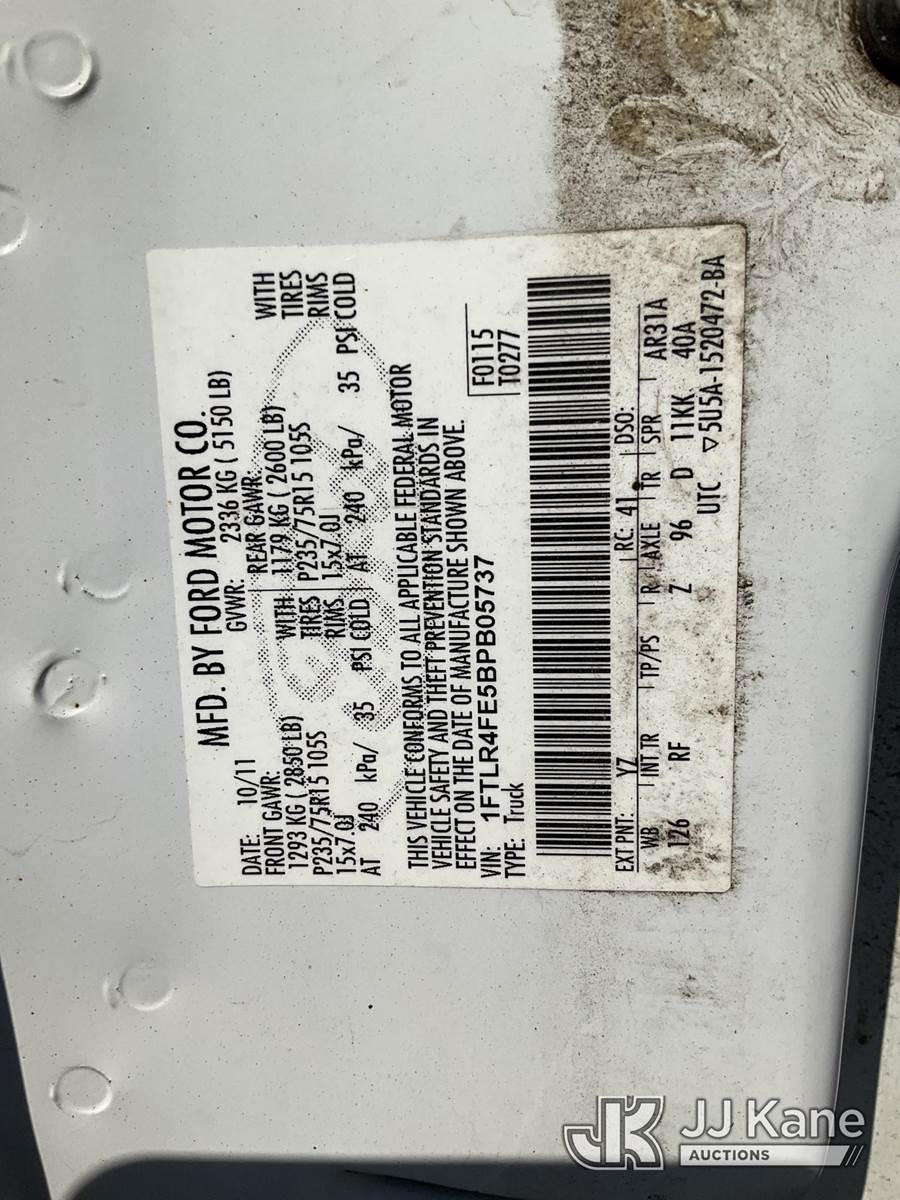 MFD. BY FORD MOTOR CO.
DATE: 10/11 GVWR: 2336 KG ( 5150 LB)
FRONT GAWR: REAR GAWR:
1293 KG ( 2850 LB) WITH 1179 KG ( 2600 LB) WITH
P235/75R15 105S TIRES P235/75R15 105S TIRES
15x7.0J RIMS 15x7.0J RIMS
AT 240 kPa/ 35 PSI COLD AT 240 kPa/ 35 PSI COLD
THIS VEHICLE CONFORMS TO ALL APPLICABLE FEDERAL MOTOR
VEHICLE SAFETY AND THEFT PREVENTION STANDARDS IN
EFFECT ON THE DATE OF MANUFACTURE SHOWN ABOVE.
VIN: 1FTLR4FE5BPB05737 F0115
TYPE: Truck T0277
EXT PNT: YZ RC: 41 DSO:
WB INT TR TP/PS R AXLE TR SPR AR31A
126 RF Z 96 D 11KK 40A
UTC ▽5U5A-1520472-BA
JK JJ Kane
AUCTIONS